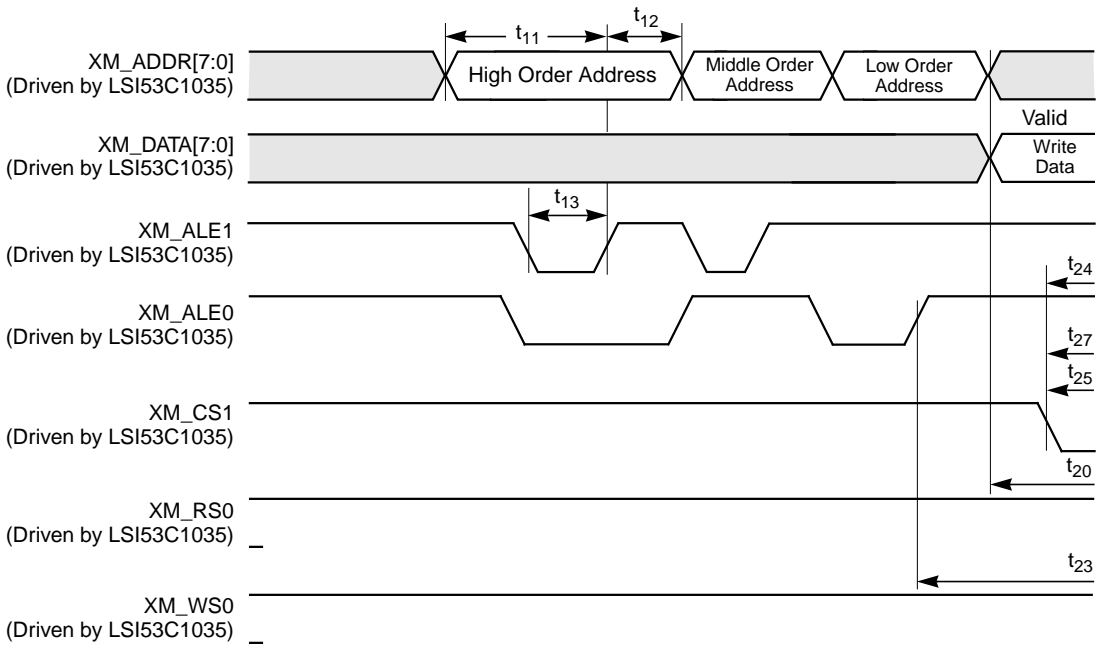 t11
t12
XM_ADDR[7:0]
(Driven by LSI53C1035)
High Order Address
Middle Order
Address
Low Order
Address
Valid
XM_DATA[7:0]
(Driven by LSI53C1035)
Write
Data
t13
XM_ALE1
(Driven by LSI53C1035)
t24
XM_ALE0
(Driven by LSI53C1035)
t27
t25
XM_CS1
(Driven by LSI53C1035)
t20
XM_RS0
(Driven by LSI53C1035)
t23
XM_WS0
(Driven by LSI53C1035)